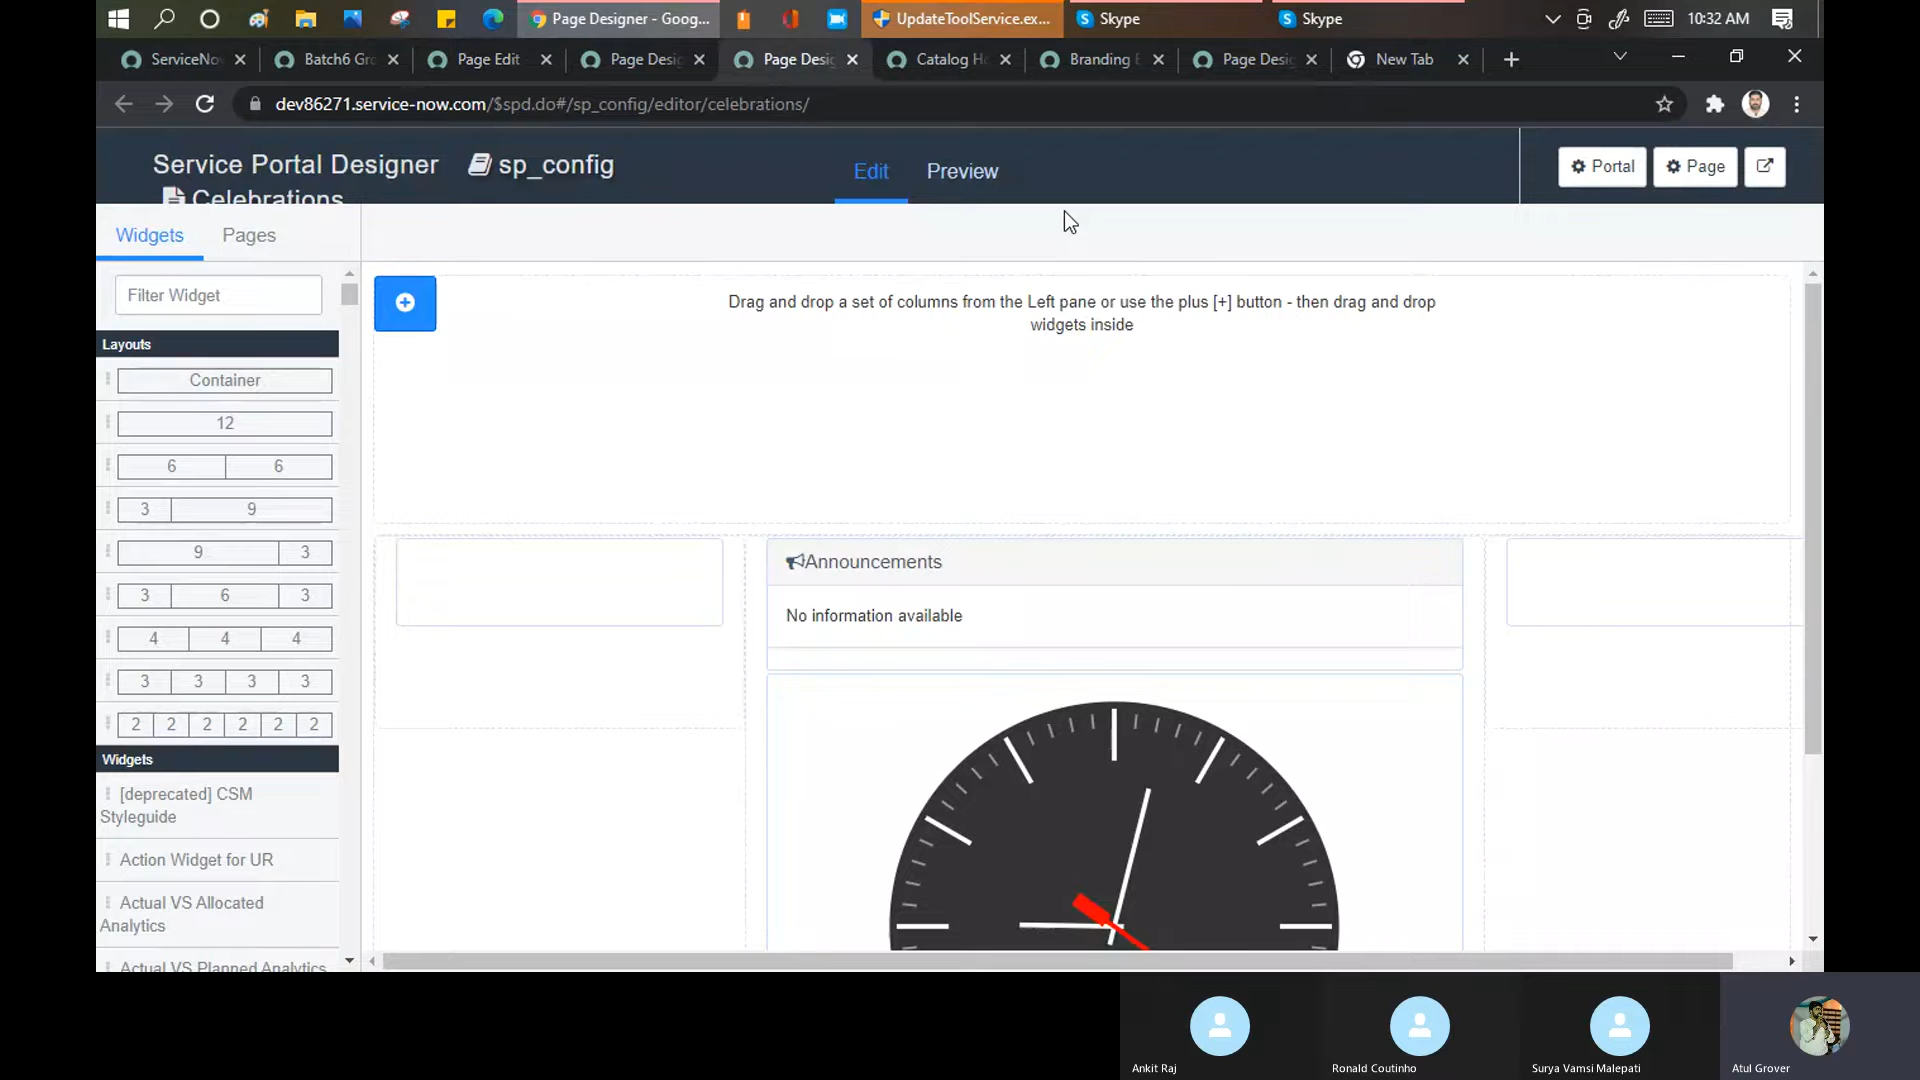 Page Designer - Goog...
UpdateToolService.ex...
Skype
Skype
10:32 AM
ServiceNo
Batch6 Gr
Page Edit
Page Desi
Page Desi
Catalog H
Branding
Page Desi
New Tab
dev86271.service-now.com/$spd.do#/sp_config/editor/celebrations/
Service Portal Designer
sp_config
Celebrations
Edit
Preview
Portal
Page
Widgets
Pages
Filter Widget
Drag and drop a set of columns from the Left pane or use the plus [+] button - then drag and drop
widgets inside
Layouts
Container
12
6 6
3 9
9 3
3 6 3
4 4 4
3 3 3 3
2 2 2 2 2 2
Widgets
[deprecated] CSM
Styleguide
Action Widget for UR
Actual VS Allocated
Analytics
Actual VS Planned Analytics
Announcements
No information available
Ankit Raj
Ronald Coutinho
Surya Vamsi Malepati
Atul Grover